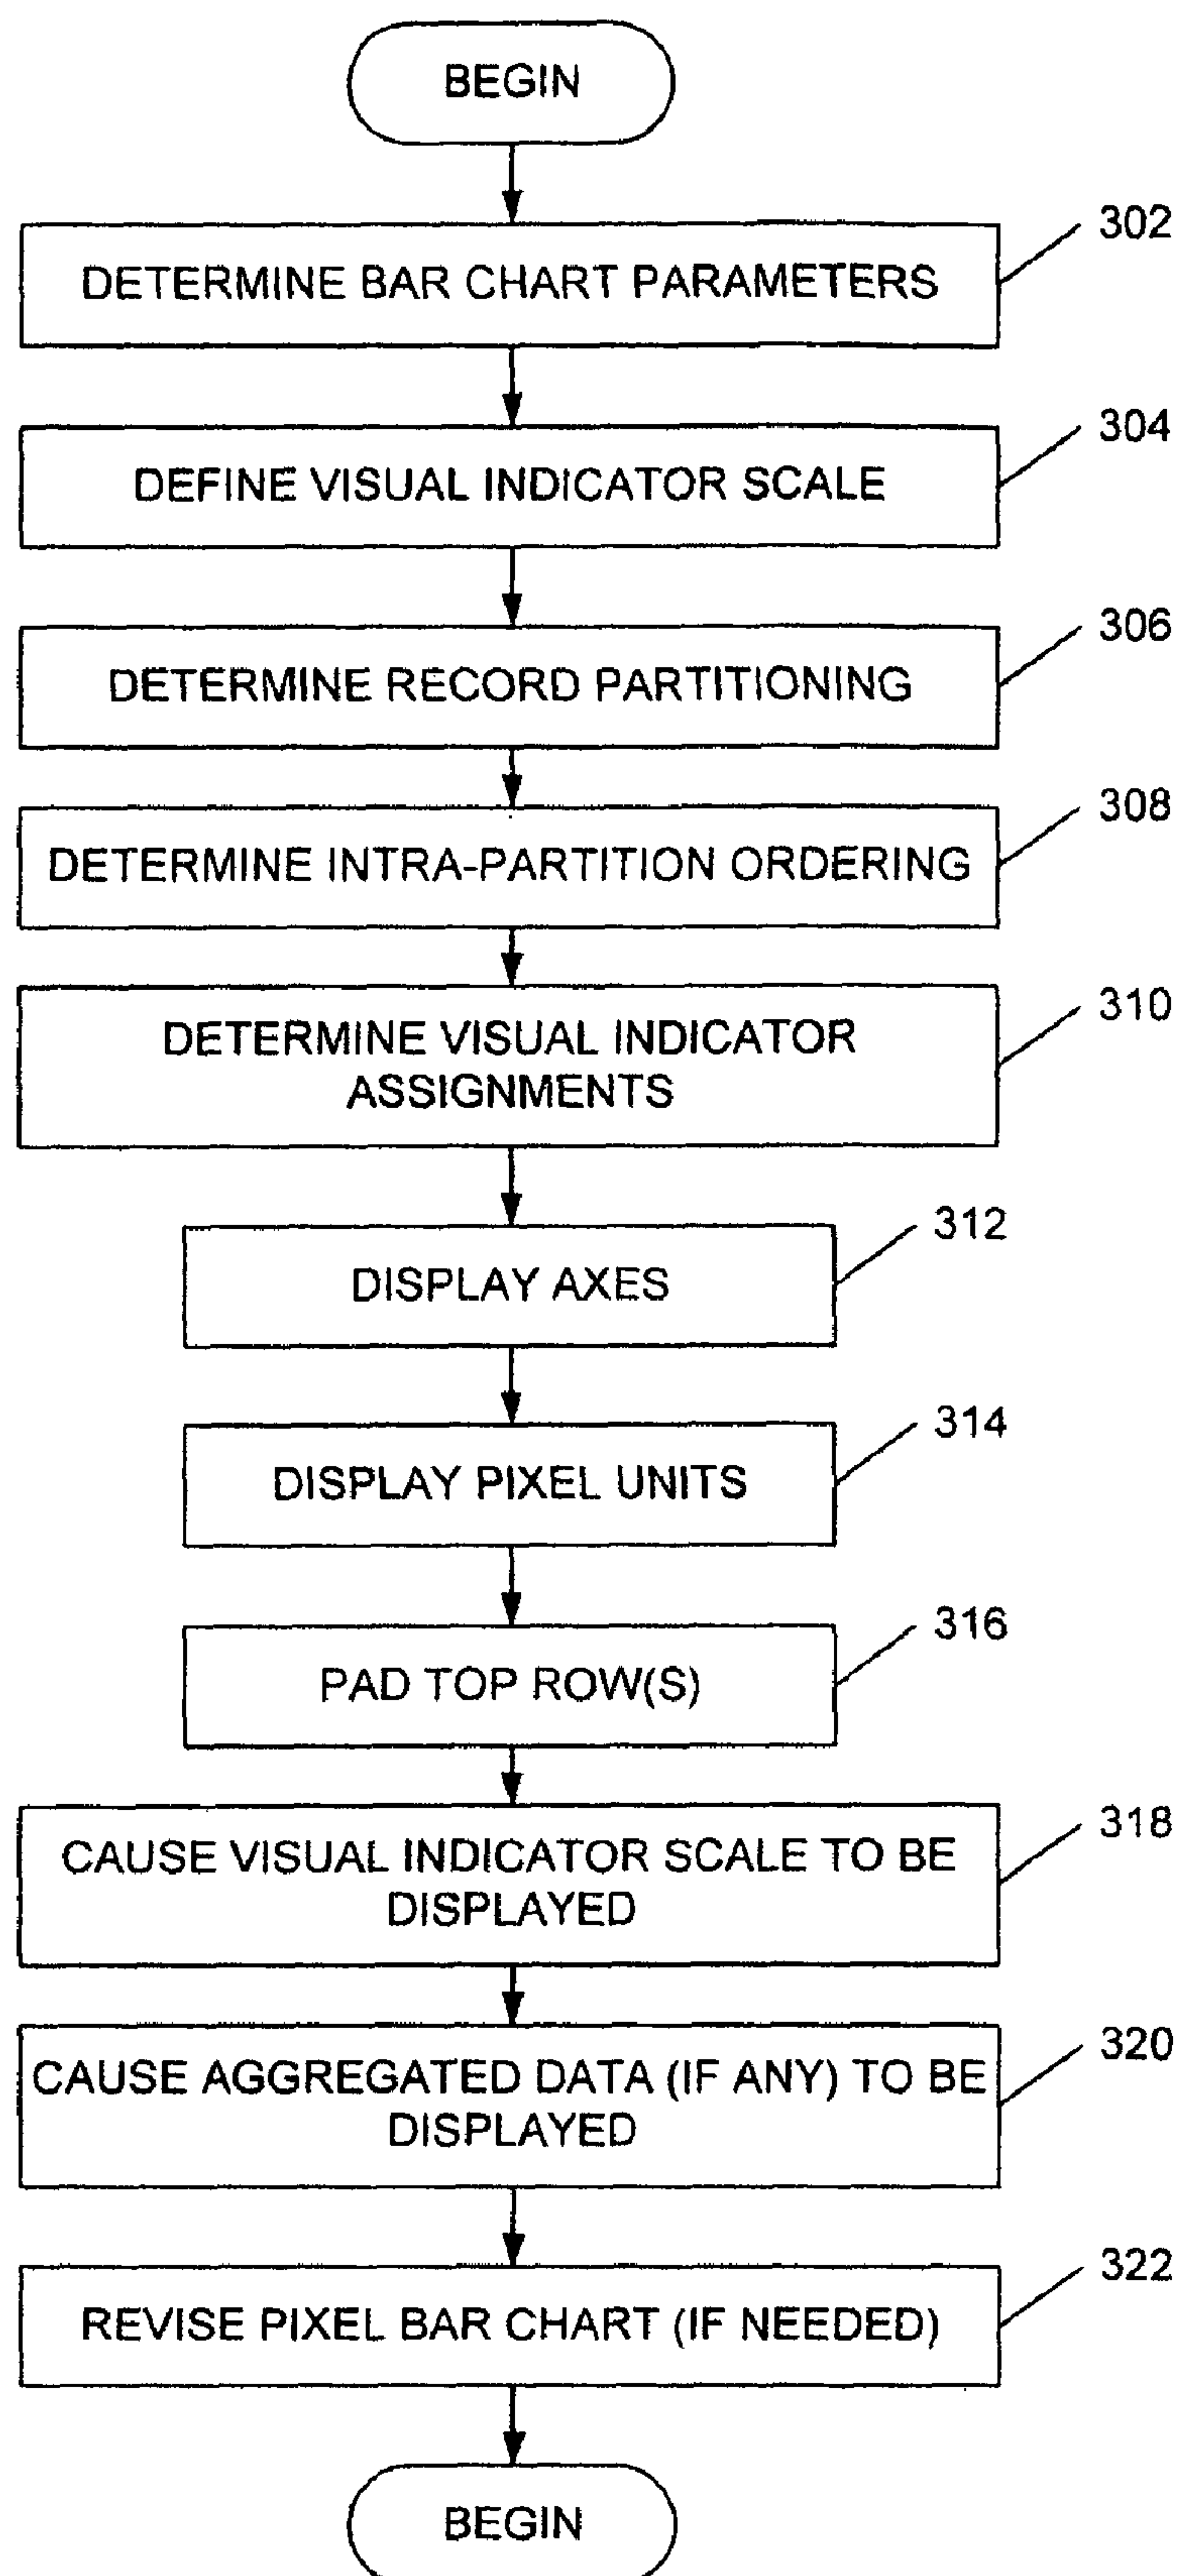 BEGIN
302
DETERMINE BAR CHART PARAMETERS
304
DEFINE VISUAL INDICATOR SCALE
306
DETERMINE RECORD PARTITIONING
308
DETERMINE INTRA-PARTITION ORDERING
310
DETERMINE VISUAL INDICATOR
ASSIGNMENTS
312
DISPLAY AXES
314
DISPLAY PIXEL UNITS
316
PAD TOP ROW(S)
318
CAUSE VISUAL INDICATOR SCALE TO BE
DISPLAYED
320
CAUSE AGGREGATED DATA (IF ANY) TO BE
DISPLAYED
322
REVISE PIXEL BAR CHART (IF NEEDED)
BEGIN